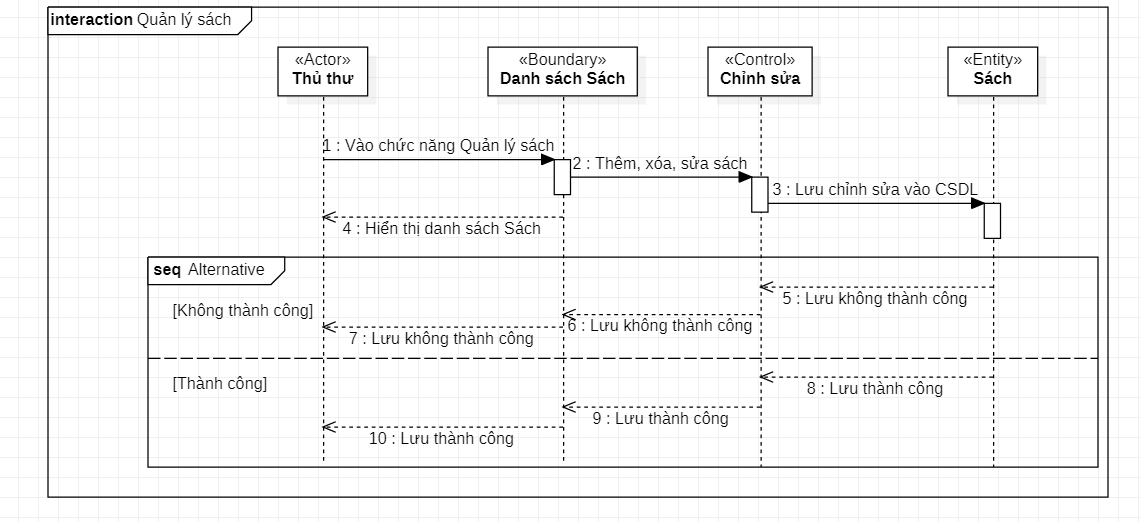 interaction Quản lý sách
«Actor»
Thủ thư
«Boundary»
Danh sách Sách
«Control»
Chỉnh sửa
«Entity»
Sách
1 : Vào chức năng Quản lý sách
2 : Thêm, xóa, sửa sách
3 : Lưu chỉnh sửa vào CSDL
4 : Hiển thị danh sách Sách
seq Alternative
[Không thành công]
5 : Lưu không thành công
6 : Lưu không thành công
7 : Lưu không thành công
[Thành công]
8 : Lưu thành công
9 : Lưu thành công
10 : Lưu thành công